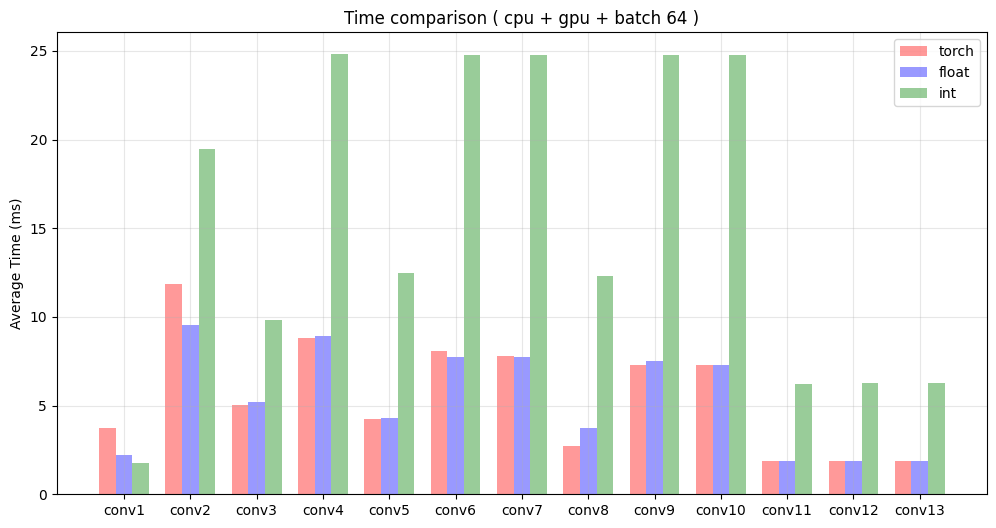 Time comparison ( cpu + gpu + batch 64 )
torch
float
int
Average Time (ms)
25
20
15
10
5
0
conv1 conv2 conv3 conv4 conv5 conv6 conv7 conv8 conv9 conv10 conv11 conv12 conv13